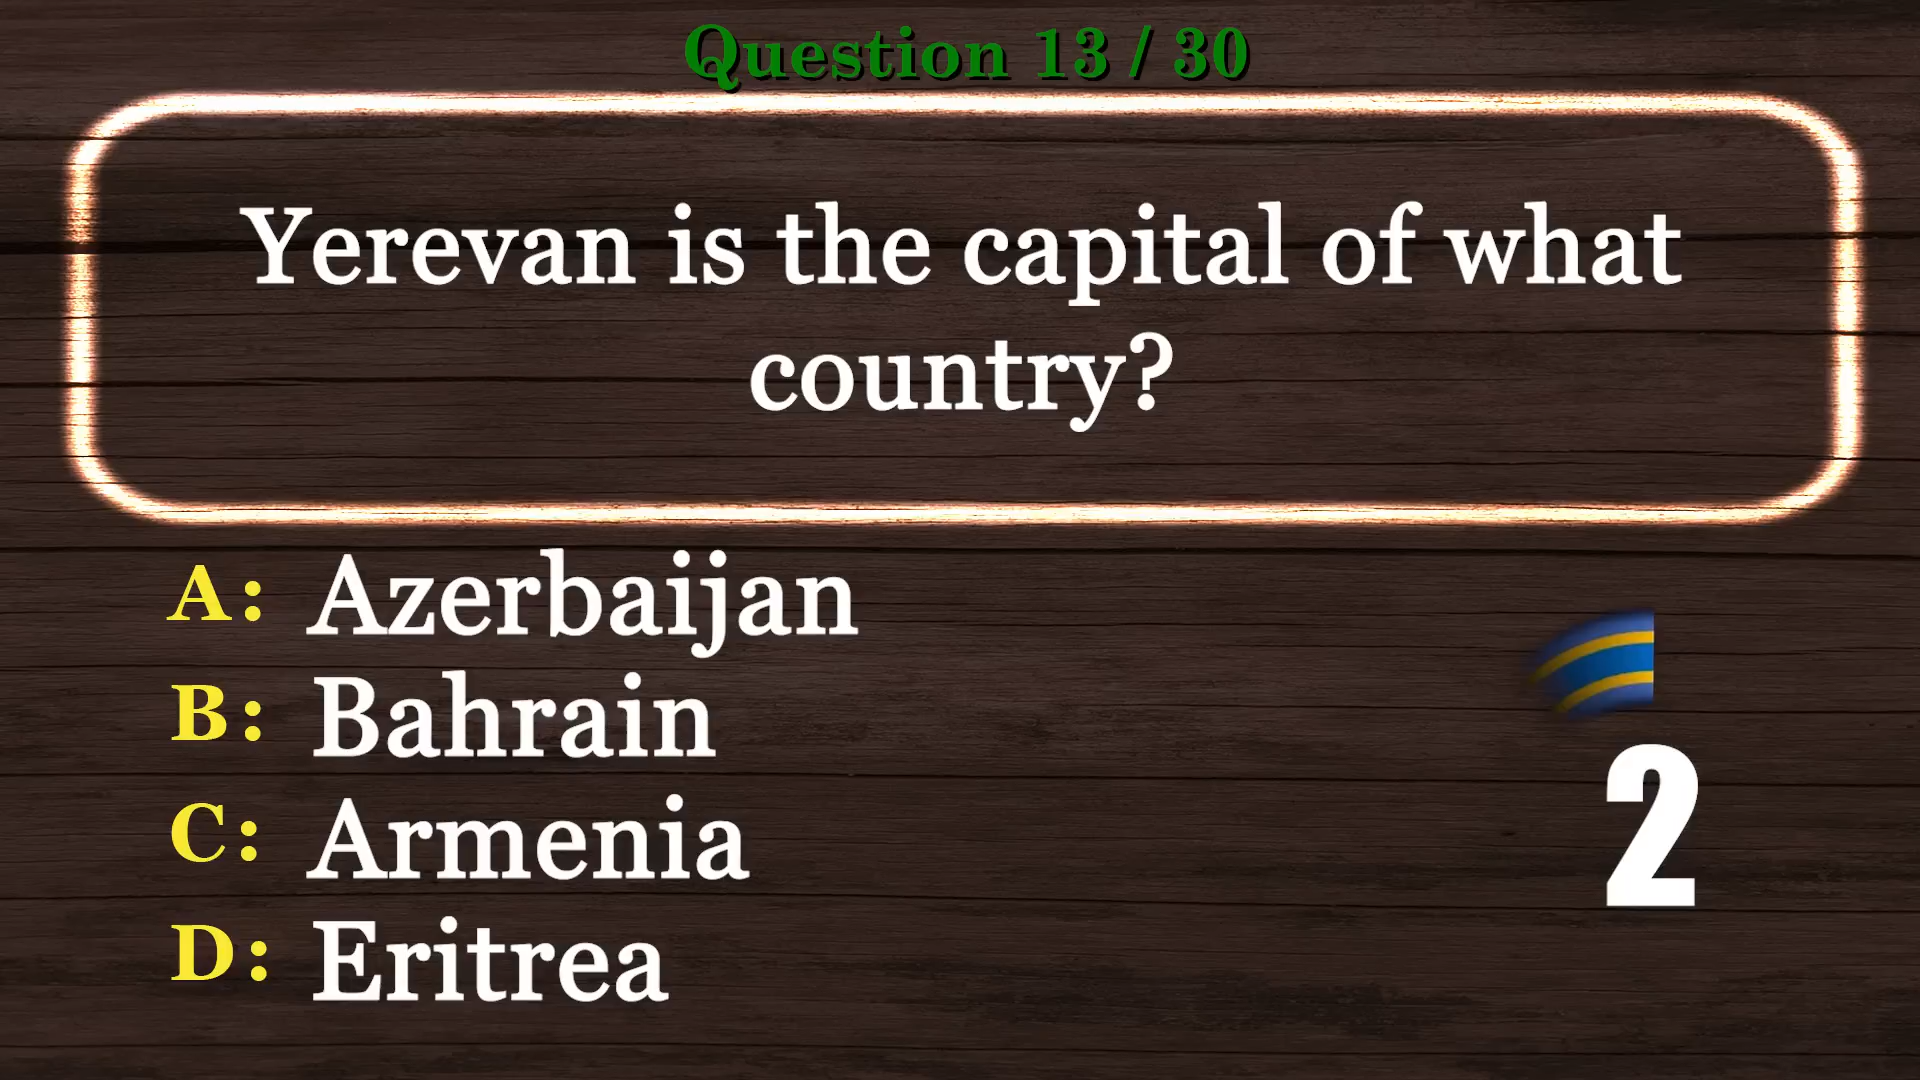 Question 13 / 30
Yerevan is the capital of what
country?
A: Azerbaijan
B: Bahrain
C: Armenia
D: Eritrea
2